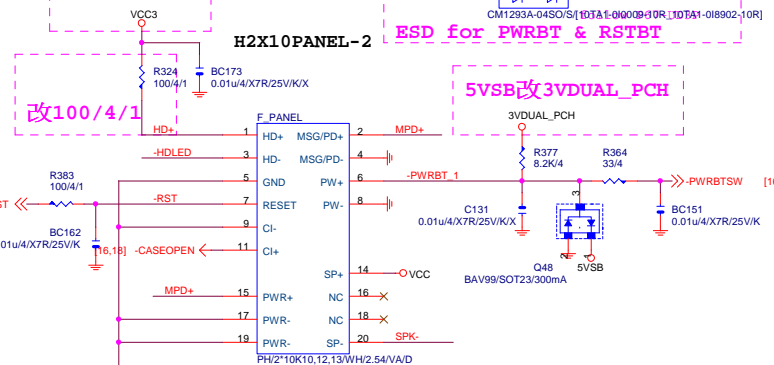 VCC3
H2X10PANEL-2
CM1293A-04SO/S/[10TA1-0I0009-10R_10TA1-0I8902-10R]
ESD for PWRBT & RSTBT
R324
100/4/1
BC173
0.01u/4/X7R/25V/K/X
改100/4/1
5VSB改3VDUAL_PCH
3VDUAL_PCH
F_PANEL
HD+
1
HD+
MSG/PD+
2
MPD+
-HDLED
3
HD-
MSG/PD-
4
R377
8.2K/4
R364
33/4
R383
100/4/1
5
GND
PW+
6
-PWRBT_1
-PWRBTSW
ST
-RST
7
RESET
PW-
8
9
CI-
C131
0.01u/4/X7R/25V/K/X
3
BC151
0.01u/4/X7R/25V/K
BC162
01u/4/X7R/25V/K
[16,18]
-CASEOPEN
11
CI+
2
1
SP+
14
VCC
Q48
5VSB
BAV99/SOT23/300mA
MPD+
15
PWR+
NC
16
17
PWR-
NC
18
19
PWR-
SP-
20
SPK-
PH/2*10K10,12,13/WH/2.54/VA/D